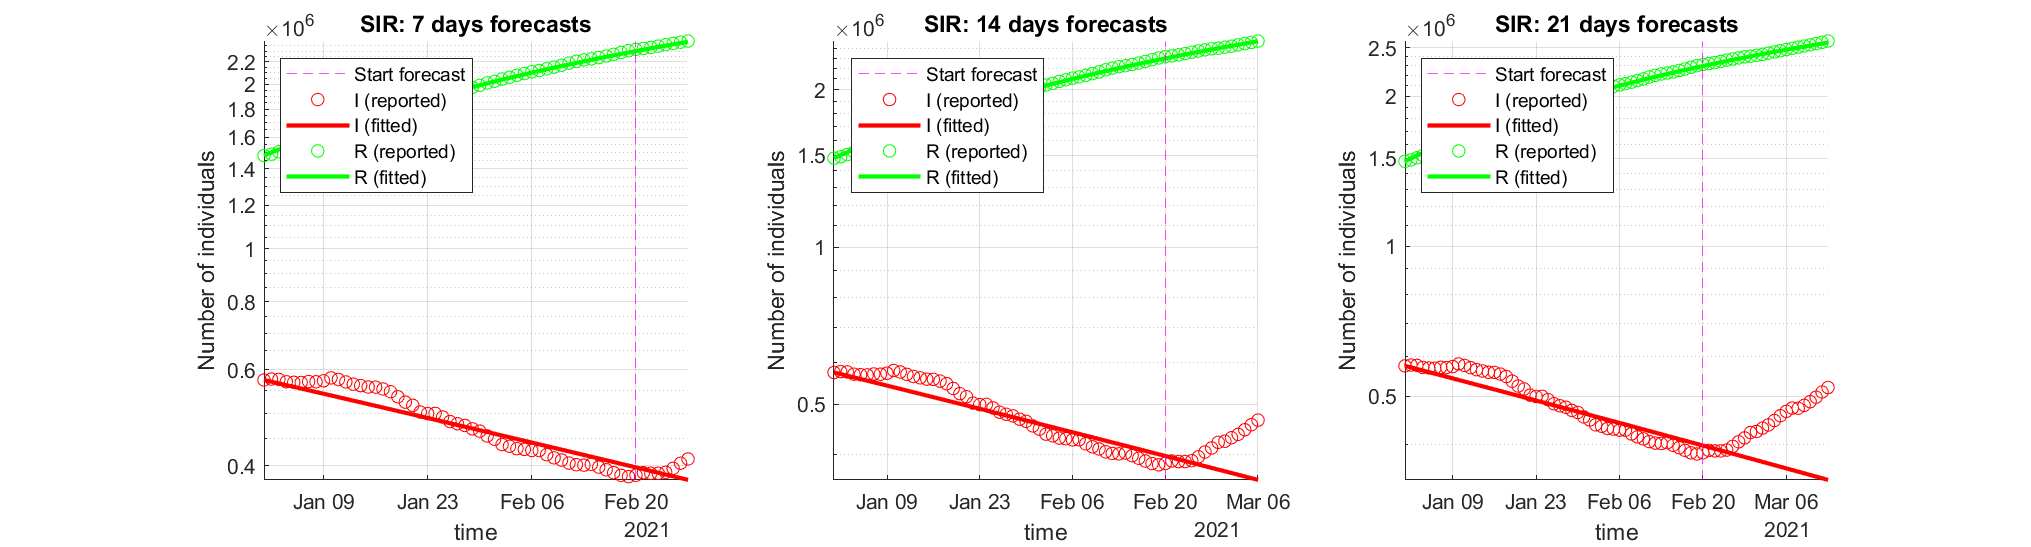 SIR: 7 days forecasts
×10^6
2.2
2
1.8
1.6
1.4
1.2
1
0.8
0.6
0.4
Number of individuals
Start forecast
I (reported)
I (fitted)
R (reported)
R (fitted)
Jan 09
Jan 23
Feb 06
Feb 20
2021
time
SIR: 14 days forecasts
×10^6
2
1.5
1
0.5
Number of individuals
Start forecast
I (reported)
I (fitted)
R (reported)
R (fitted)
Jan 09
Jan 23
Feb 06
Feb 20
Mar 06
2021
time
SIR: 21 days forecasts
×10^6
2.5
2
1.5
1
0.5
Number of individuals
Start forecast
I (reported)
I (fitted)
R (reported)
R (fitted)
Jan 09
Jan 23
Feb 06
Feb 20
Mar 06
2021
time